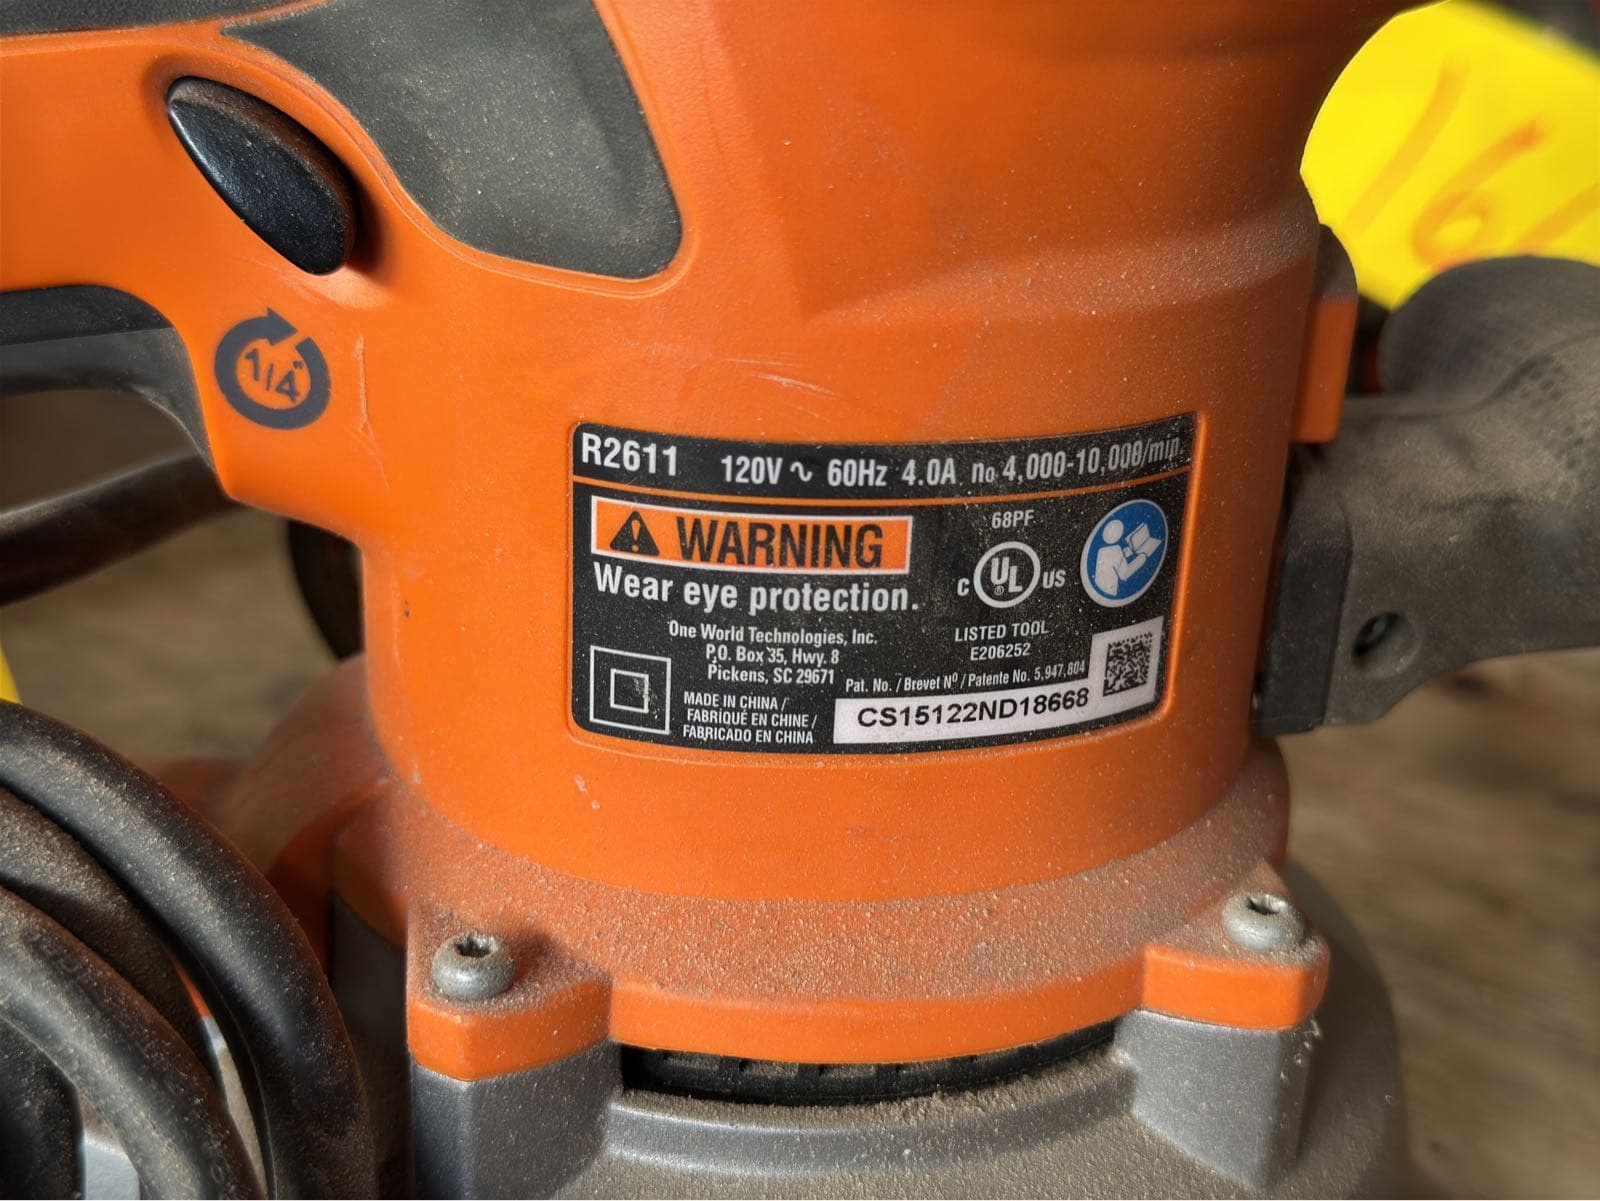 16
1/4"
R2611 120V ∿ 60Hz 4.0A no 4,000-10,000/min.
WARNING
Wear eye protection.
68PF
c UL ® US
LISTED TOOL
E206252
One World Technologies, Inc.
P.O. Box 35, Hwy. 8
Pickens, SC 29671
Pat. No. / Brevet Nº / Patente No. 5,947,804
MADE IN CHINA /
FABRIQUÉ EN CHINE /
FABRICADO EN CHINA
CS15122ND18668